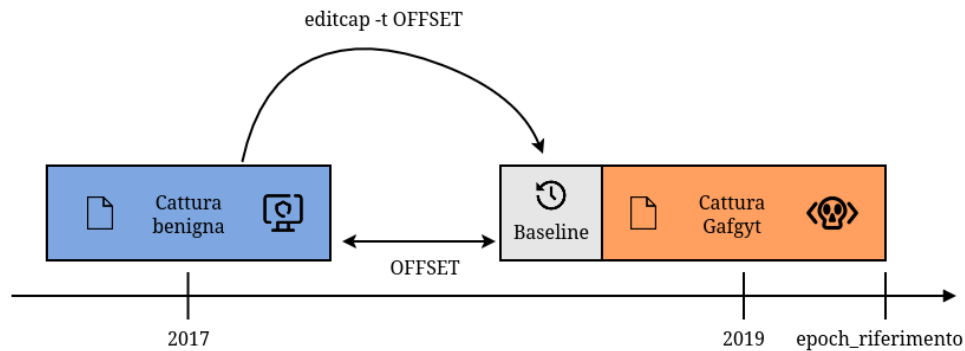 editcap -t OFFSET
Cattura
benigna
Baseline
Cattura
Gafgyt
OFFSET
2017
2019
epoch_riferimento